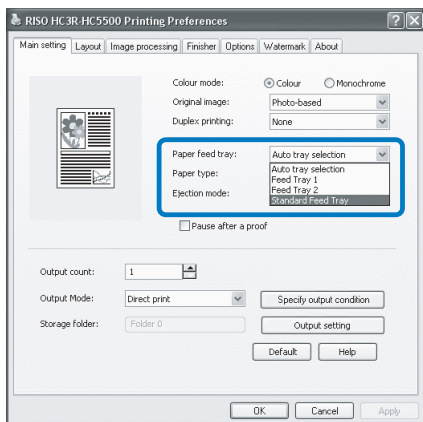 RISO HC3R-HC5500 Printing Preferences
Main setting Layout Image processing Finisher Options Watermark About
Colour mode: Colour Monochrome
Original image: Photo-based
Duplex printing: None
Paper feed tray: Auto tray selection
Paper type: Auto tray selection
Feed Tray 1
Ejection mode: Feed Tray 2
Standard Feed Tray
Pause after a proof
Output count: 1
Output Mode: Direct print Specify output condition
Storage folder: Folder 0 Output setting
Default Help
OK Cancel Apply